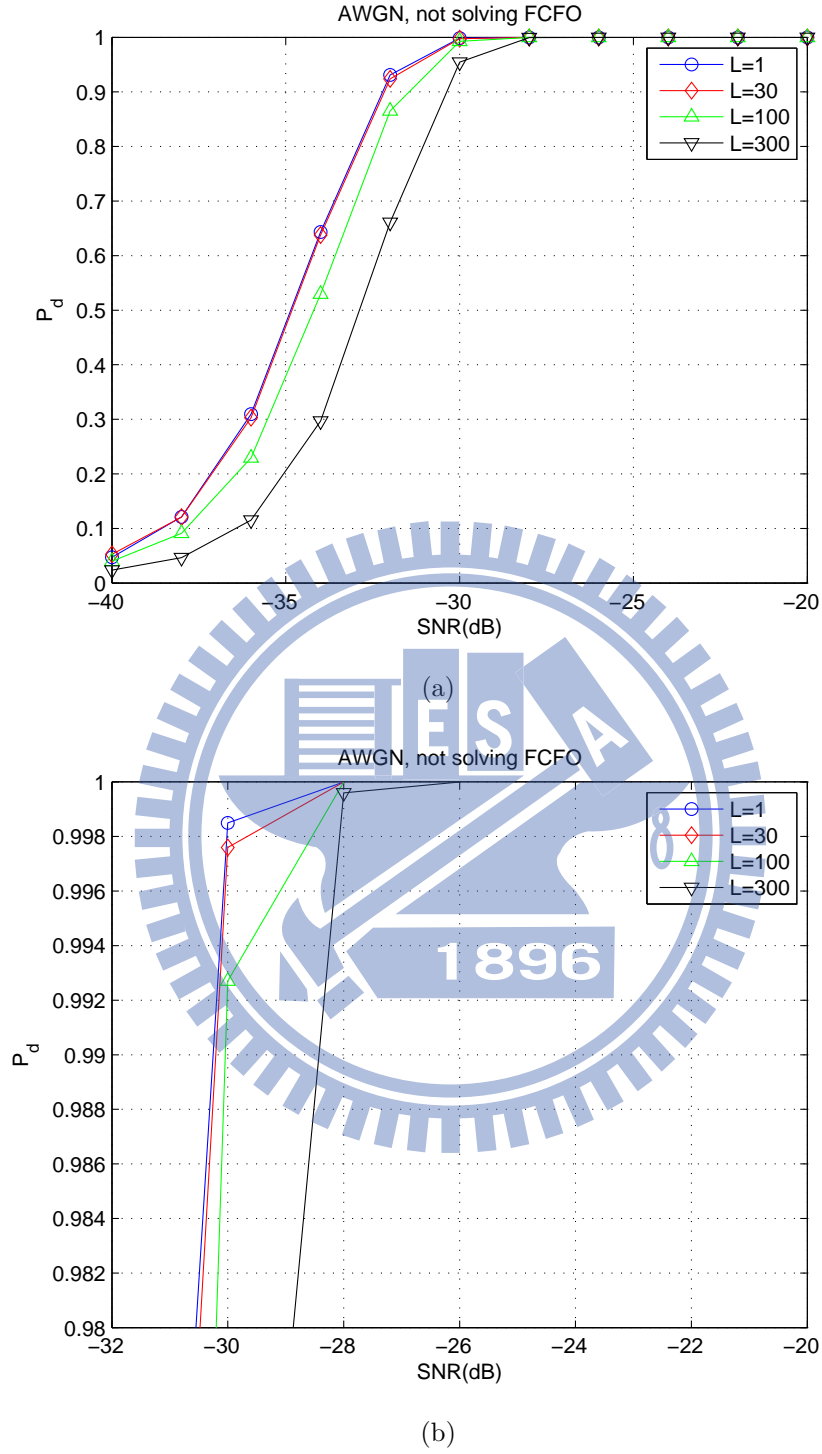 AWGN, not solving FCFO
1
0.9
0.8
0.7
0.6
0.5
0.4
0.3
0.2
0.1
0
P_d
L=1
L=30
L=100
L=300
−40 −35 −30 −25 −20
SNR(dB)
(a)
E S A
AWGN, not solving FCFO
1
0.998
0.996
0.994
0.992
0.99
0.988
0.986
0.984
0.982
0.98
P_d
L=1
L=30
L=100
L=300
8
1896
−32 −30 −28 −26 −24 −22 −20
SNR(dB)
(b)